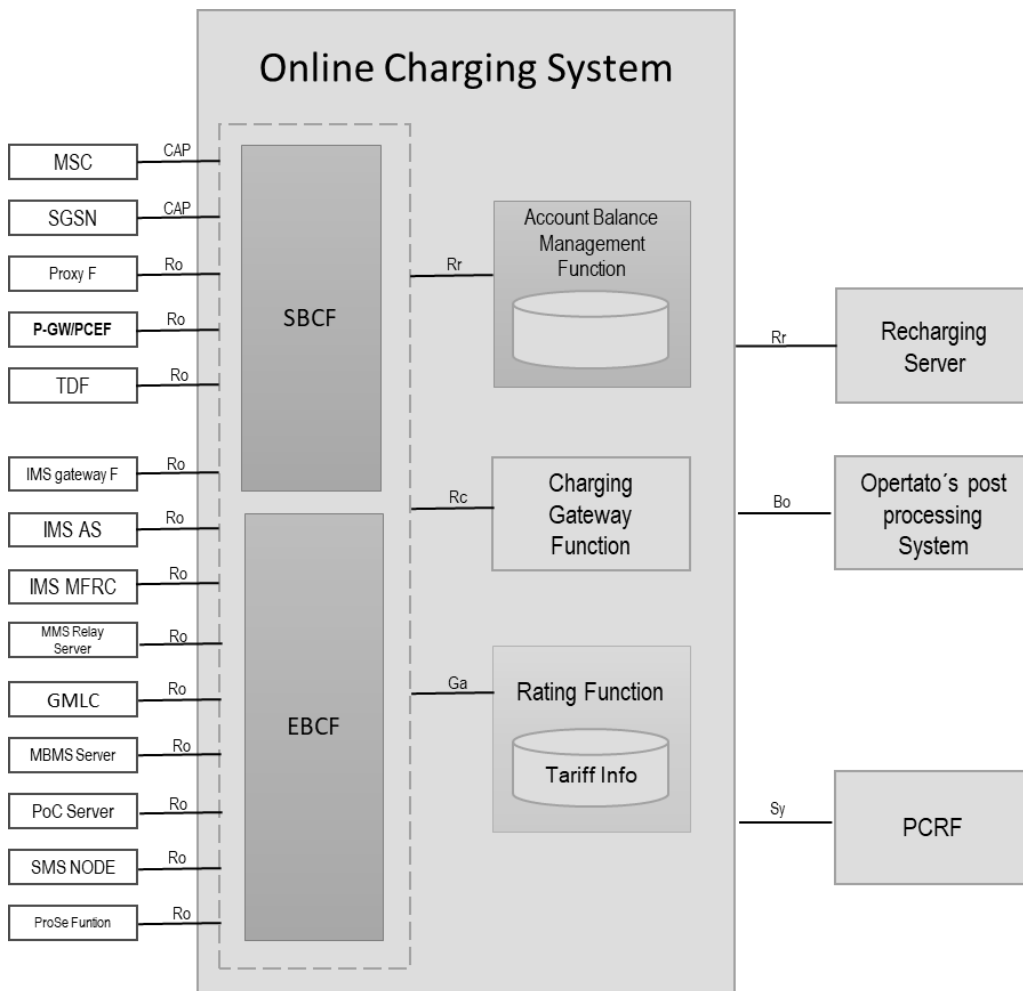 Online Charging System
MSC
CAP
SGSN
CAP
Proxy F
Ro
P-GW/PCEF
Ro
TDF
Ro
IMS gateway F
Ro
IMS AS
Ro
IMS MFRC
Ro
MMS Relay
Server
Ro
GMLC
Ro
MBMS Server
Ro
PoC Server
Ro
SMS NODE
Ro
ProSe Funtion
Ro
SBCF
EBCF
Rr
Account Balance
Management
Function
Rc
Charging
Gateway
Function
Ga
Rating Function
Tariff Info
Rr
Recharging
Server
Bo
Opertato´s post
processing
System
Sy
PCRF